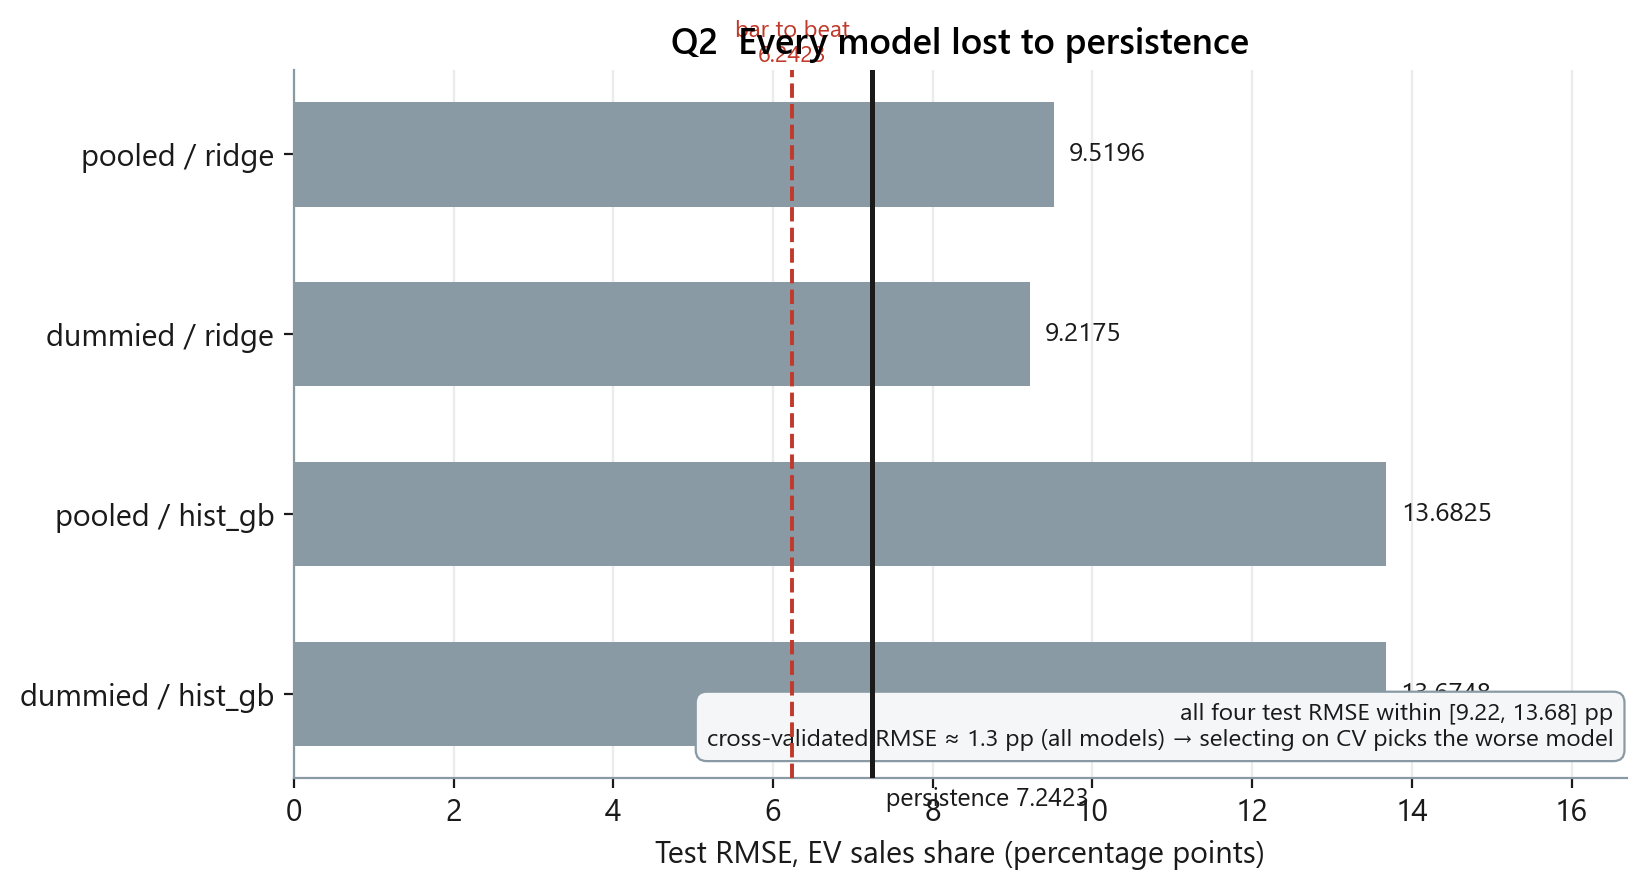 bar to beat
6.2423
Q2 Every model lost to persistence
pooled / ridge
9.5196
dummied / ridge
9.2175
pooled / hist_gb
13.6825
dummied / hist_gb
13.6748
all four test RMSE within [9.22, 13.68] pp
cross-validated RMSE ≈ 1.3 pp (all models) → selecting on CV picks the worse model
persistence 7.2423
0 2 4 6 8 10 12 14 16
Test RMSE, EV sales share (percentage points)